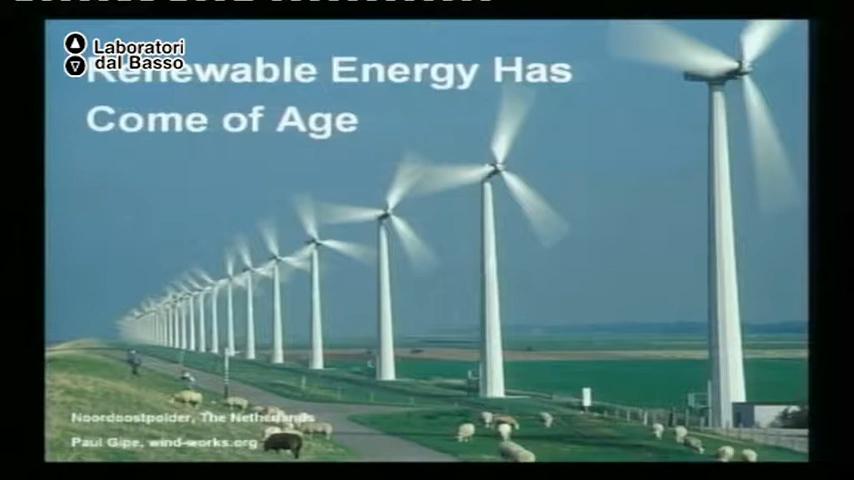 Laboratori
dal Basso
Renewable Energy Has
Come of Age
Noordoostpolder, The Netherlands
Paul Gipe, wind-works.org